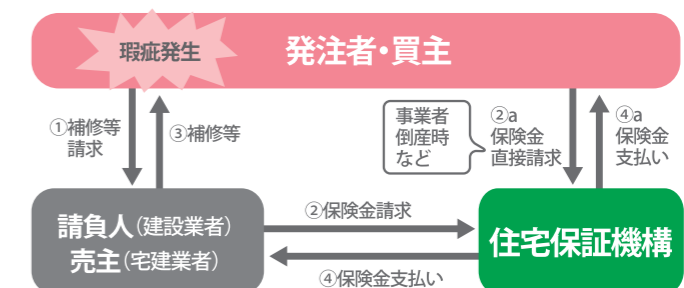 瑕疵発生
発注者・買主
①補修等
請求
③補修等
事業者
倒産時
など
②a
保険金
直接請求
④a
保険金
支払い
請負人(建設業者)
売主(宅建業者)
②保険金請求
④保険金支払い
住宅保証機構